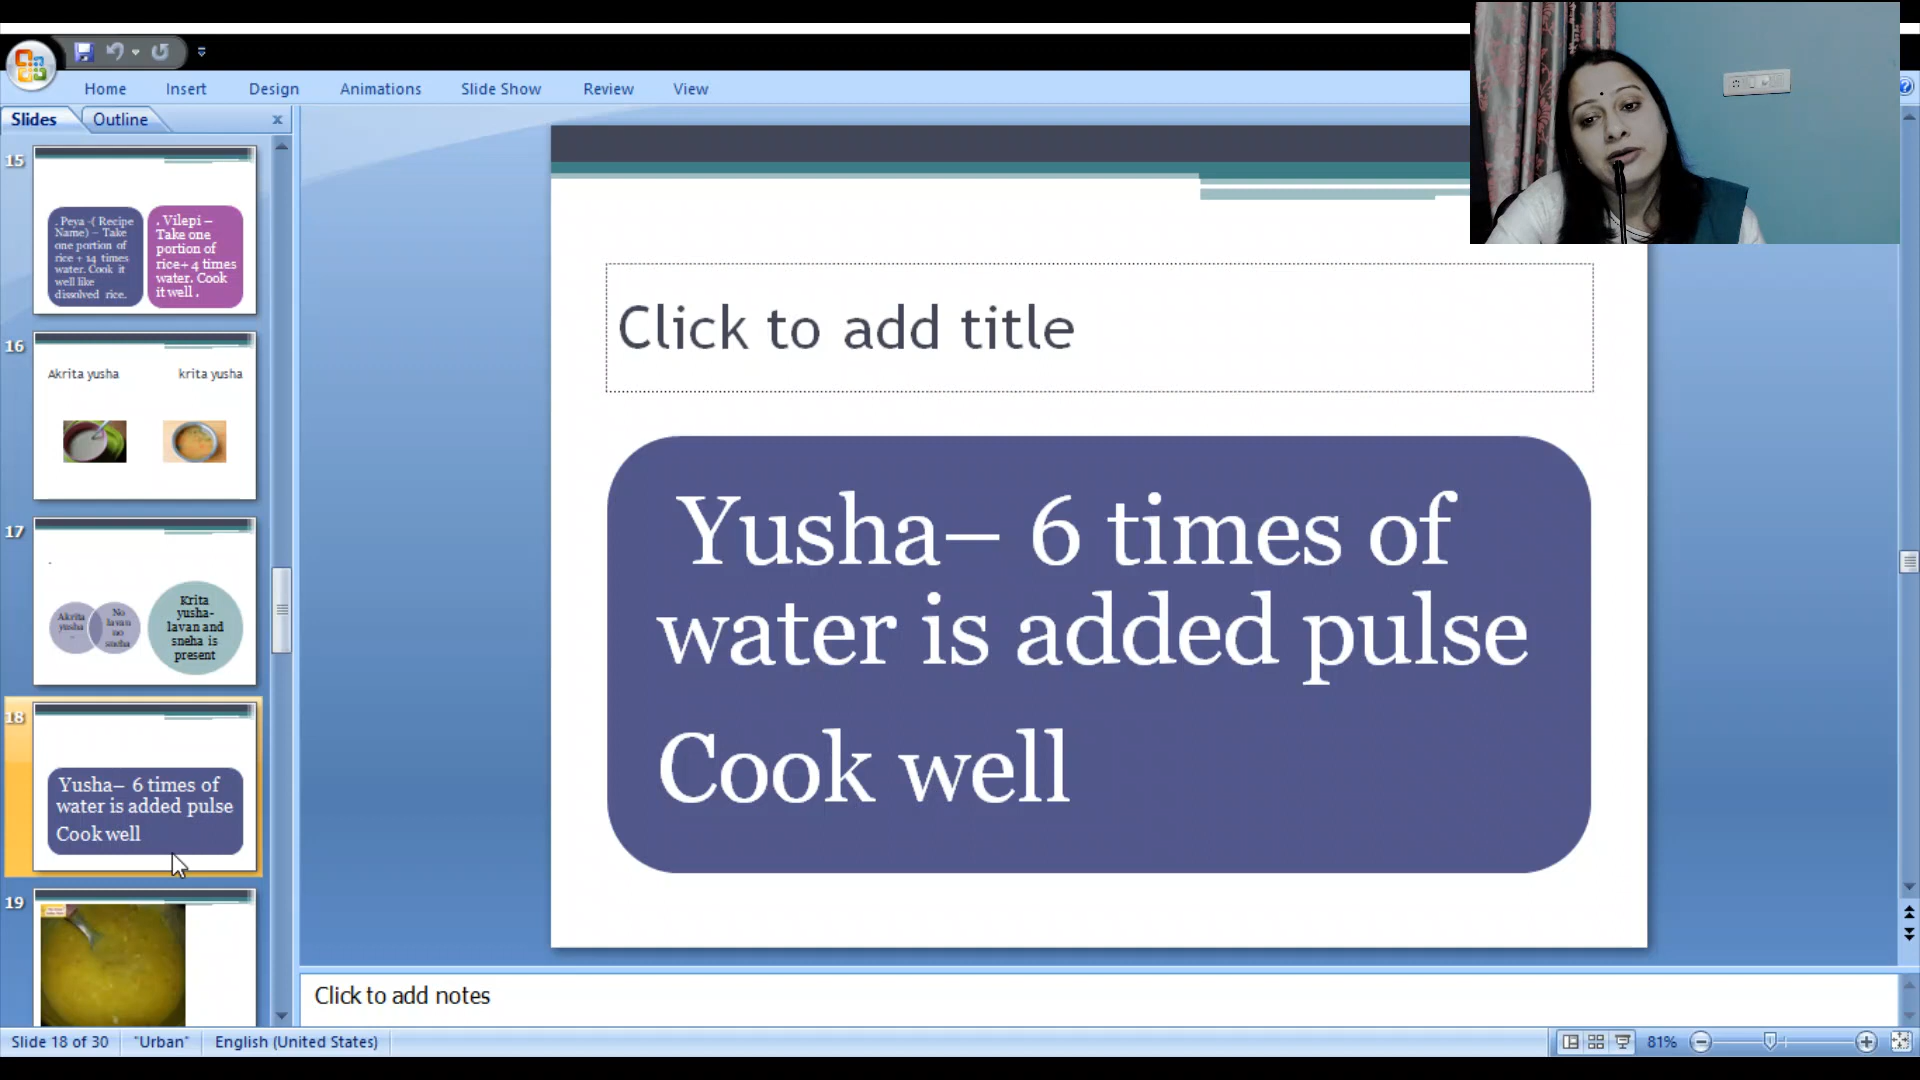 Home Insert Design Animations Slide Show Review View
Slides Outline
15
. Peya -( Recipe
Name) – Take
one portion of
rice + 14 times
water. Cook it
well like
dissolved rice.
. Vilepi –
Take one
portion of
rice+ 4 times
water. Cook
it well .
16
Akrita yusha krita yusha
17
Akrita
yusha
–
No
lavan
no
sneha
Krita
yusha-
lavan and
sneha is
present
18
Yusha– 6 times of
water is added pulse
Cook well
19
Click to add title
Yusha– 6 times of
water is added pulse
Cook well
Click to add notes
Slide 18 of 30 "Urban" English (United States) 81%